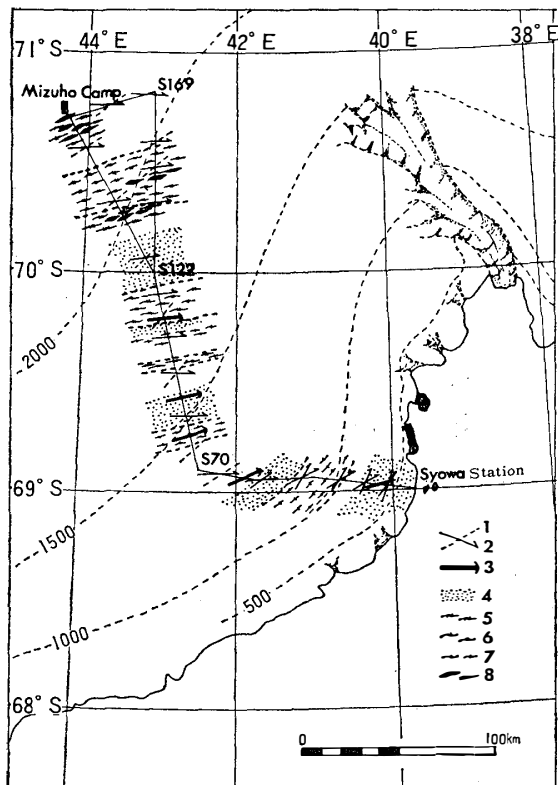 71° S
44° E
42° E
40° E
38° E
Mizuho Camp
S169
70° S
S122
2000
S70
69° S
Syowa Station
1500
1000
500
68° S
1
2
3
4
5
6
7
8
0
100km